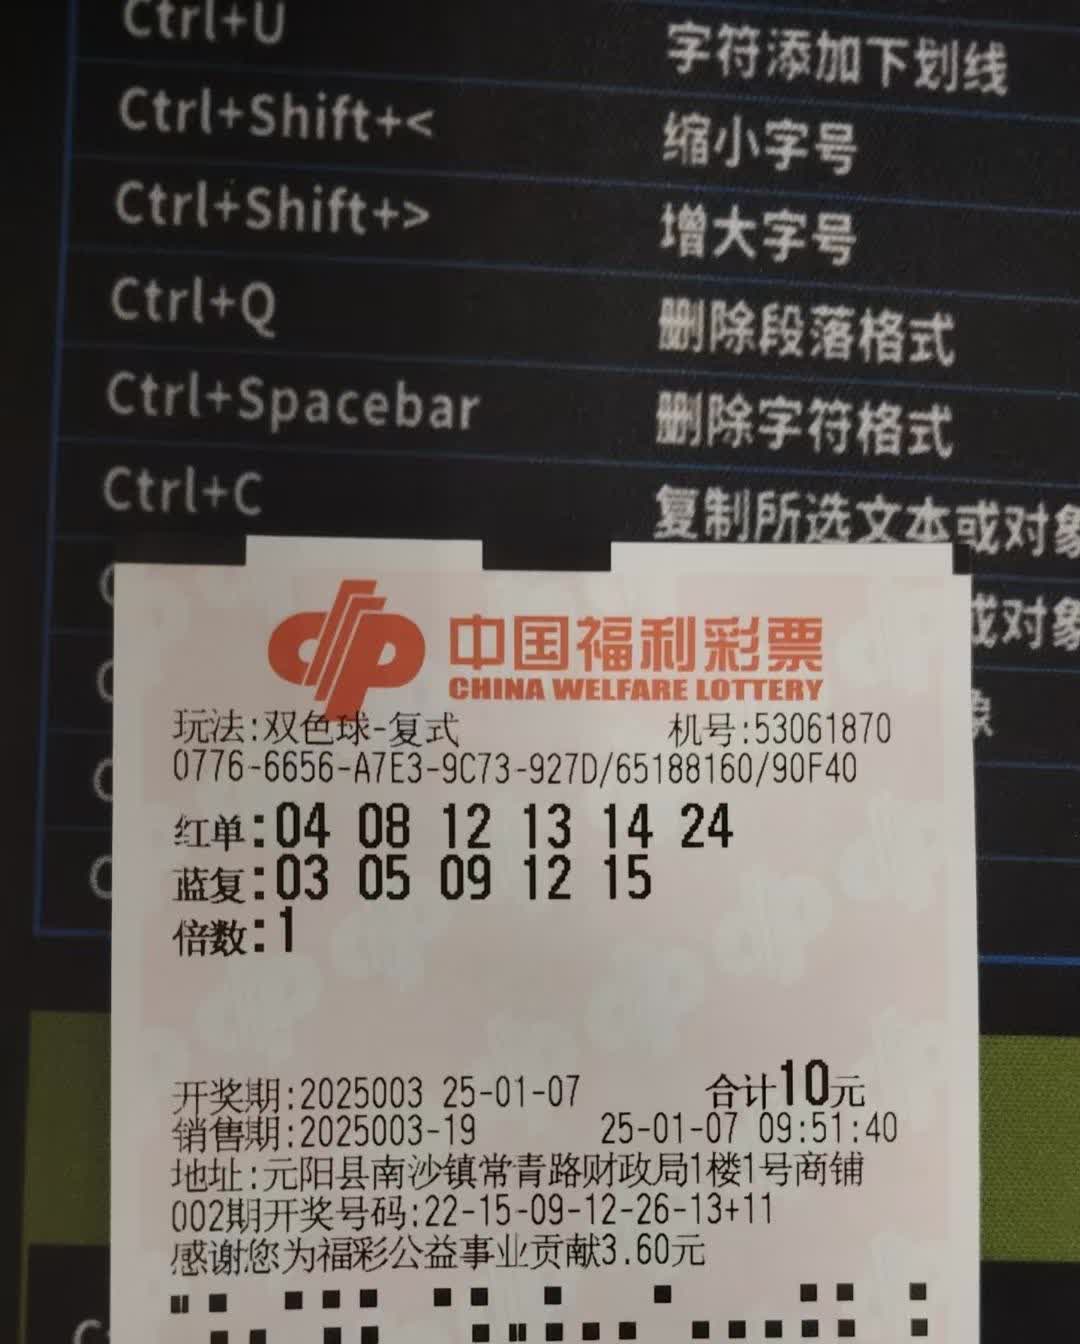 Ctrl+U 字符添加下划线
Ctrl+Shift+< 缩小字号
Ctrl+Shift+> 增大字号
Ctrl+Q 删除段落格式
Ctrl+Spacebar 删除字符格式
Ctrl+C 复制所选文本或对象
或对象
中国福利彩票
CHINA WELFARE LOTTERY
玩法:双色球-复式 机号:53061870
0776-6656-A7E3-9C73-927D/65188160/90F40
红单:04 08 12 13 14 24
蓝复:03 05 09 12 15
倍数:1
开奖期:2025003 25-01-07 合计10元
销售期:2025003-19 25-01-07 09:51:40
地址:元阳县南沙镇常青路财政局1楼1号商铺
002期开奖号码:22-15-09-12-26-13+11
感谢您为福彩公益事业贡献3.60元